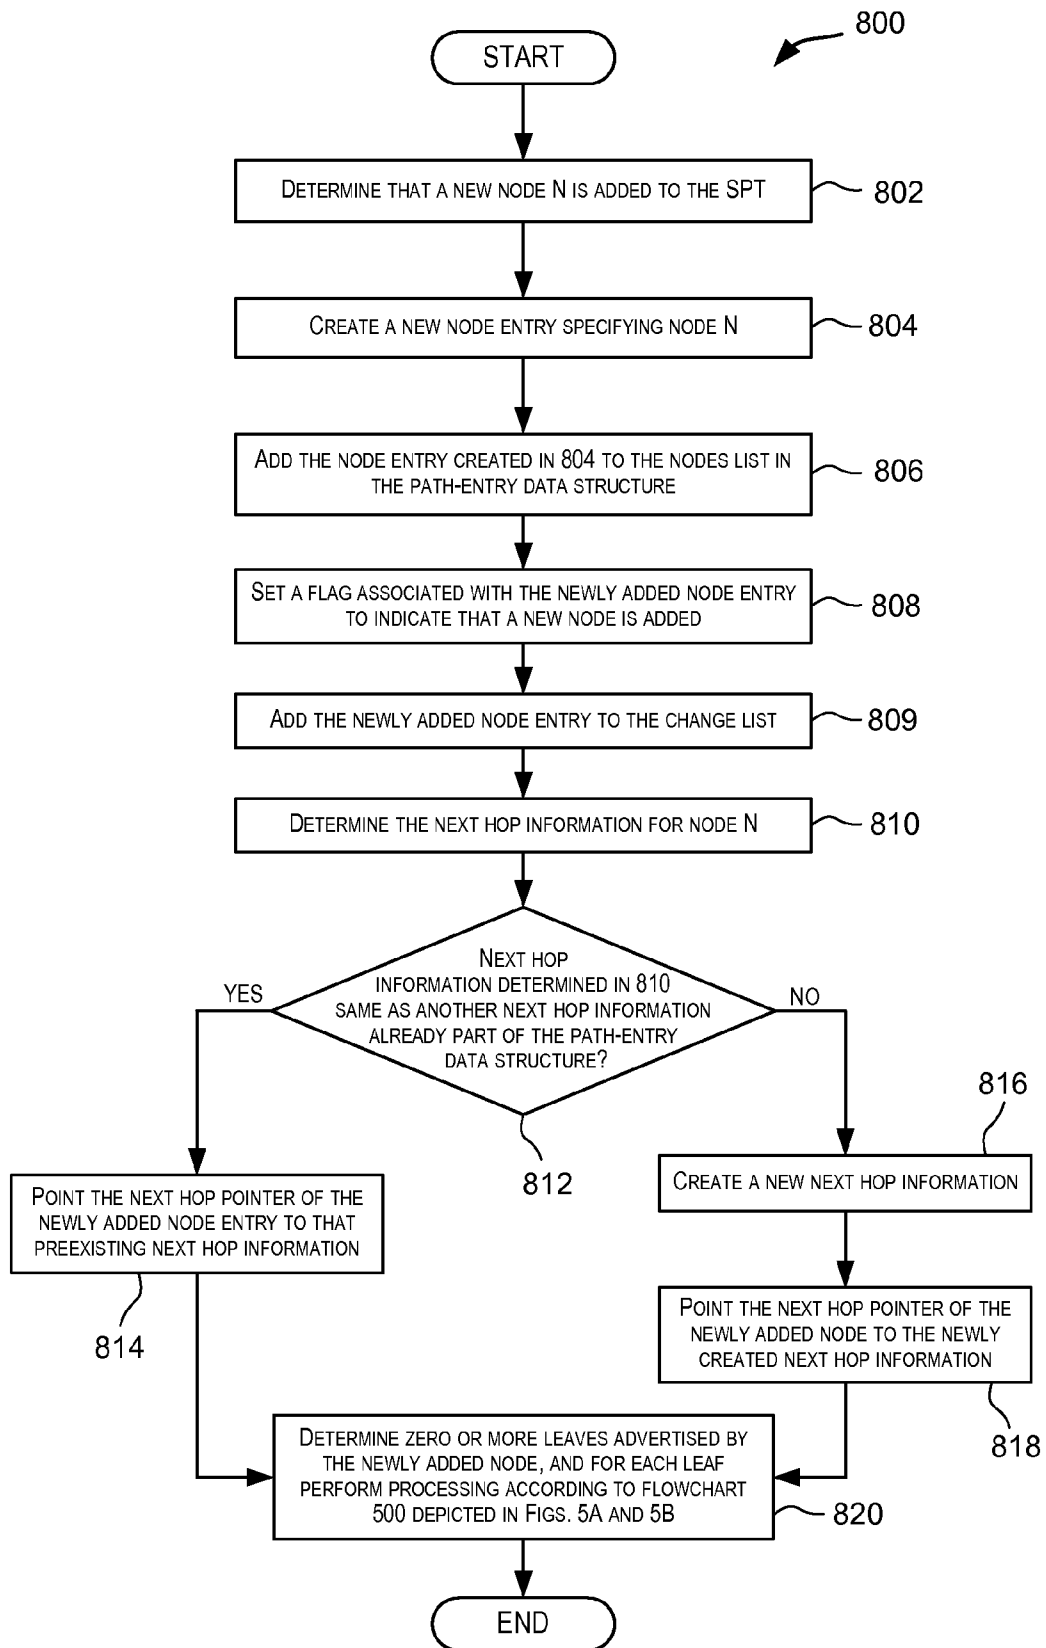 800
START
DETERMINE THAT A NEW NODE N IS ADDED TO THE SPT
802
CREATE A NEW NODE ENTRY SPECIFYING NODE N
804
ADD THE NODE ENTRY CREATED IN 804 TO THE NODES LIST IN
THE PATH-ENTRY DATA STRUCTURE
806
SET A FLAG ASSOCIATED WITH THE NEWLY ADDED NODE ENTRY
TO INDICATE THAT A NEW NODE IS ADDED
808
ADD THE NEWLY ADDED NODE ENTRY TO THE CHANGE LIST
809
DETERMINE THE NEXT HOP INFORMATION FOR NODE N
810
NEXT HOP
INFORMATION DETERMINED IN 810
SAME AS ANOTHER NEXT HOP INFORMATION
ALREADY PART OF THE PATH-ENTRY
DATA STRUCTURE?
YES
NO
812
816
CREATE A NEW NEXT HOP INFORMATION
POINT THE NEXT HOP POINTER OF THE
NEWLY ADDED NODE ENTRY TO THAT
PREEXISTING NEXT HOP INFORMATION
814
POINT THE NEXT HOP POINTER OF THE
NEWLY ADDED NODE TO THE NEWLY
CREATED NEXT HOP INFORMATION
818
DETERMINE ZERO OR MORE LEAVES ADVERTISED BY
THE NEWLY ADDED NODE, AND FOR EACH LEAF
PERFORM PROCESSING ACCORDING TO FLOWCHART
500 DEPICTED IN FIGS. 5A AND 5B
820
END